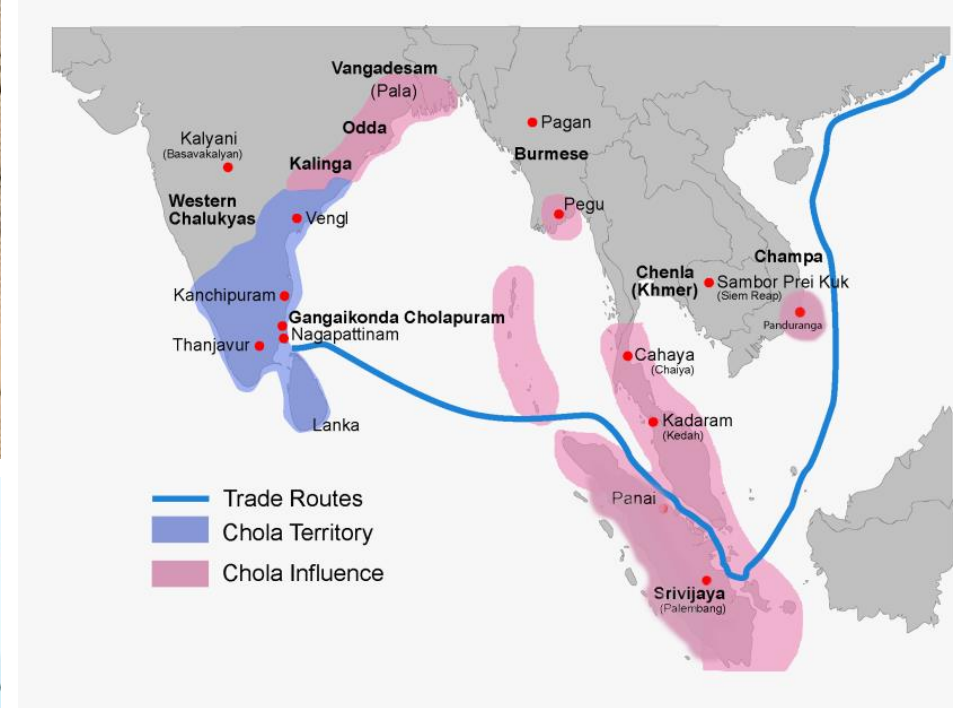 Vangadesam
(Pala)
Odda
Kalinga
Kalyani
(Basavakalyan)
Western
Chalukyas
Vengl
Kanchipuram
Gangaikonda Cholapuram
Nagapattinam
Thanjavur
Lanka
Pagan
Burmese
Pegu
Champa
Chenla
(Khmer)
Sambor Prei Kuk
(Siem Reap)
Panduranga
Cahaya
(Chaiya)
Kadaram
(Kedah)
Panai
Srivijaya
(Palembang)
Trade Routes
Chola Territory
Chola Influence